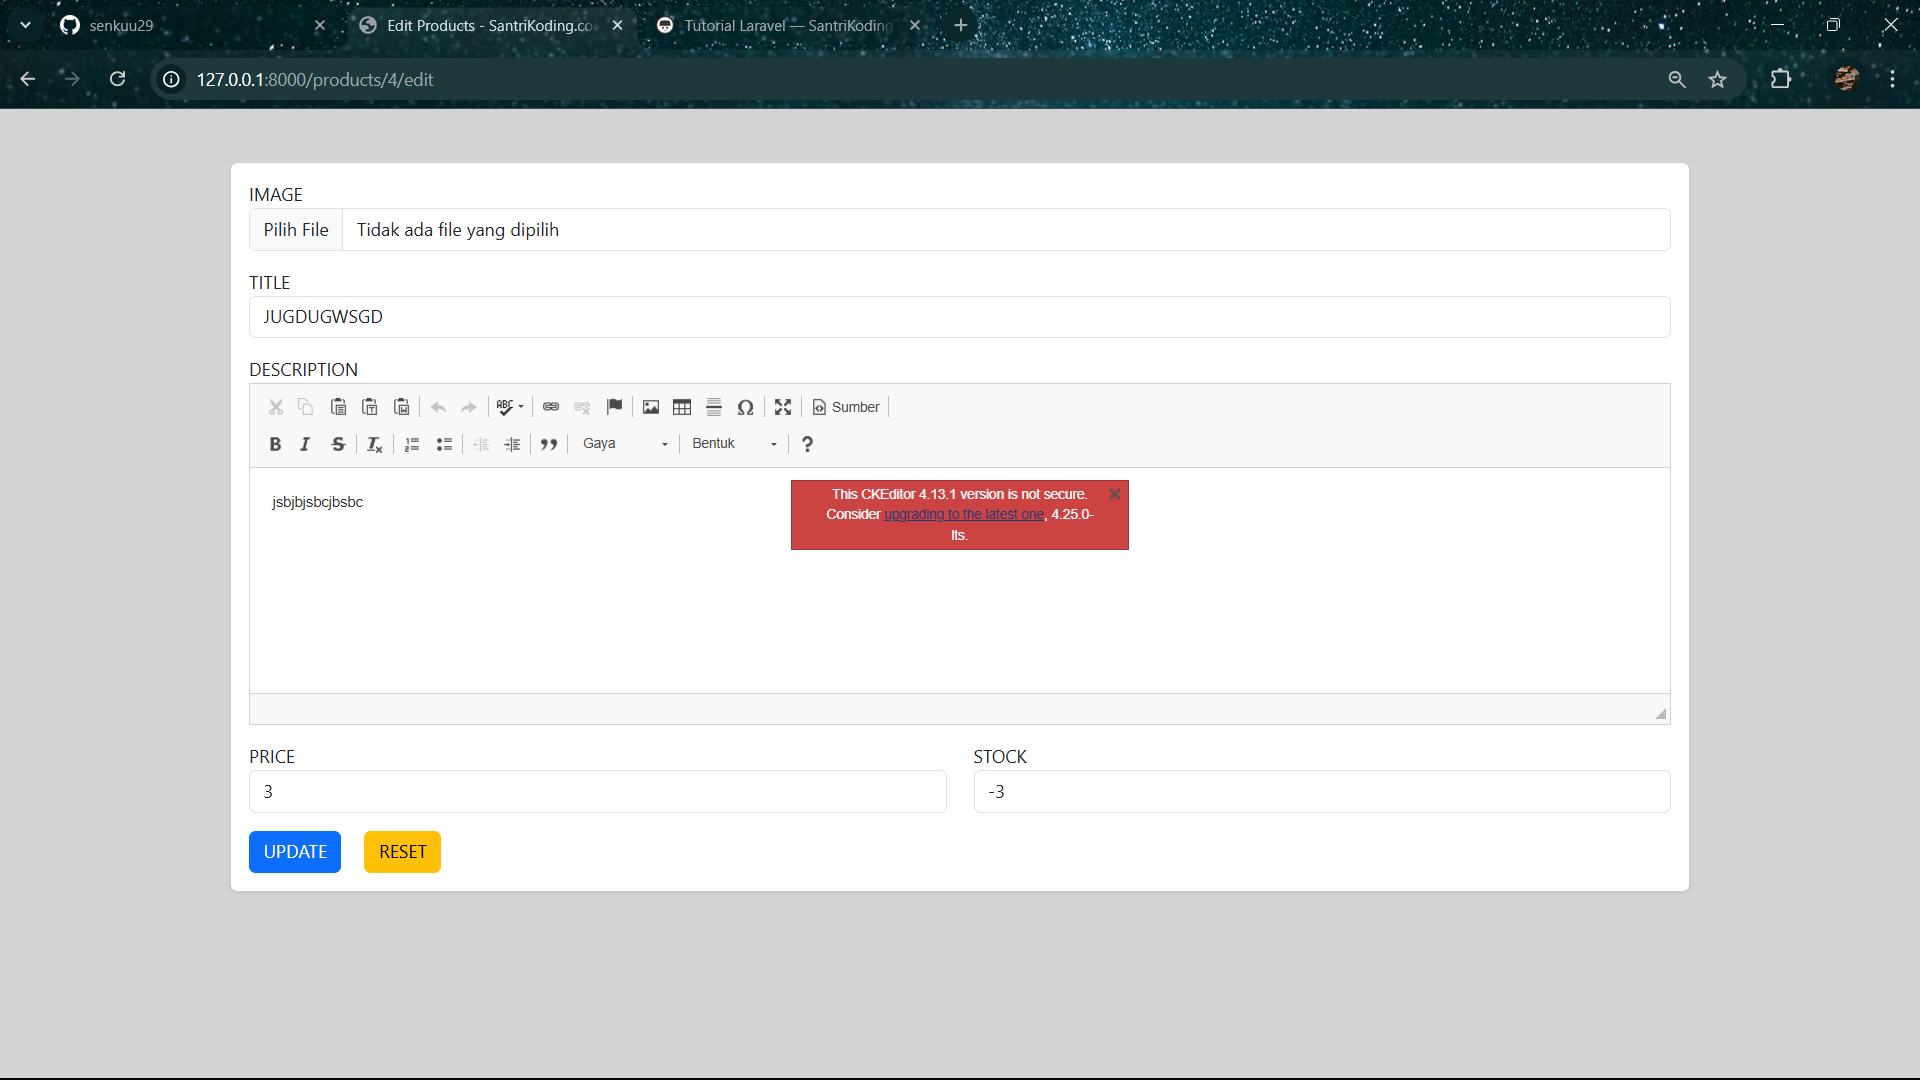 senkuu29
Edit Products - SantriKoding.co
Tutorial Laravel — SantriKoding
127.0.0.1:8000/products/4/edit
IMAGE
Pilih File Tidak ada file yang dipilih
TITLE
JUGDUGWSGD
DESCRIPTION
ABC Sumber
B I S Gaya Bentuk ?
jsbjbjsbcjbsbc
This CKEditor 4.13.1 version is not secure.
Consider upgrading to the latest one, 4.25.0-
lts.
PRICE STOCK
3 -3
UPDATE RESET